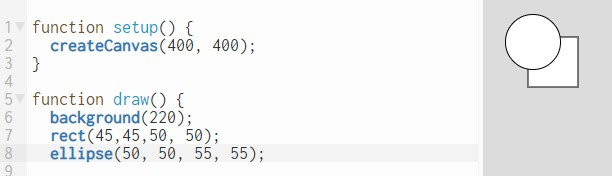 1 function setup() {
2   createCanvas(400, 400);
3 }
4
5 function draw() {
6   background(220);
7   rect(45,45,50, 50);
8   ellipse(50, 50, 55, 55);
9